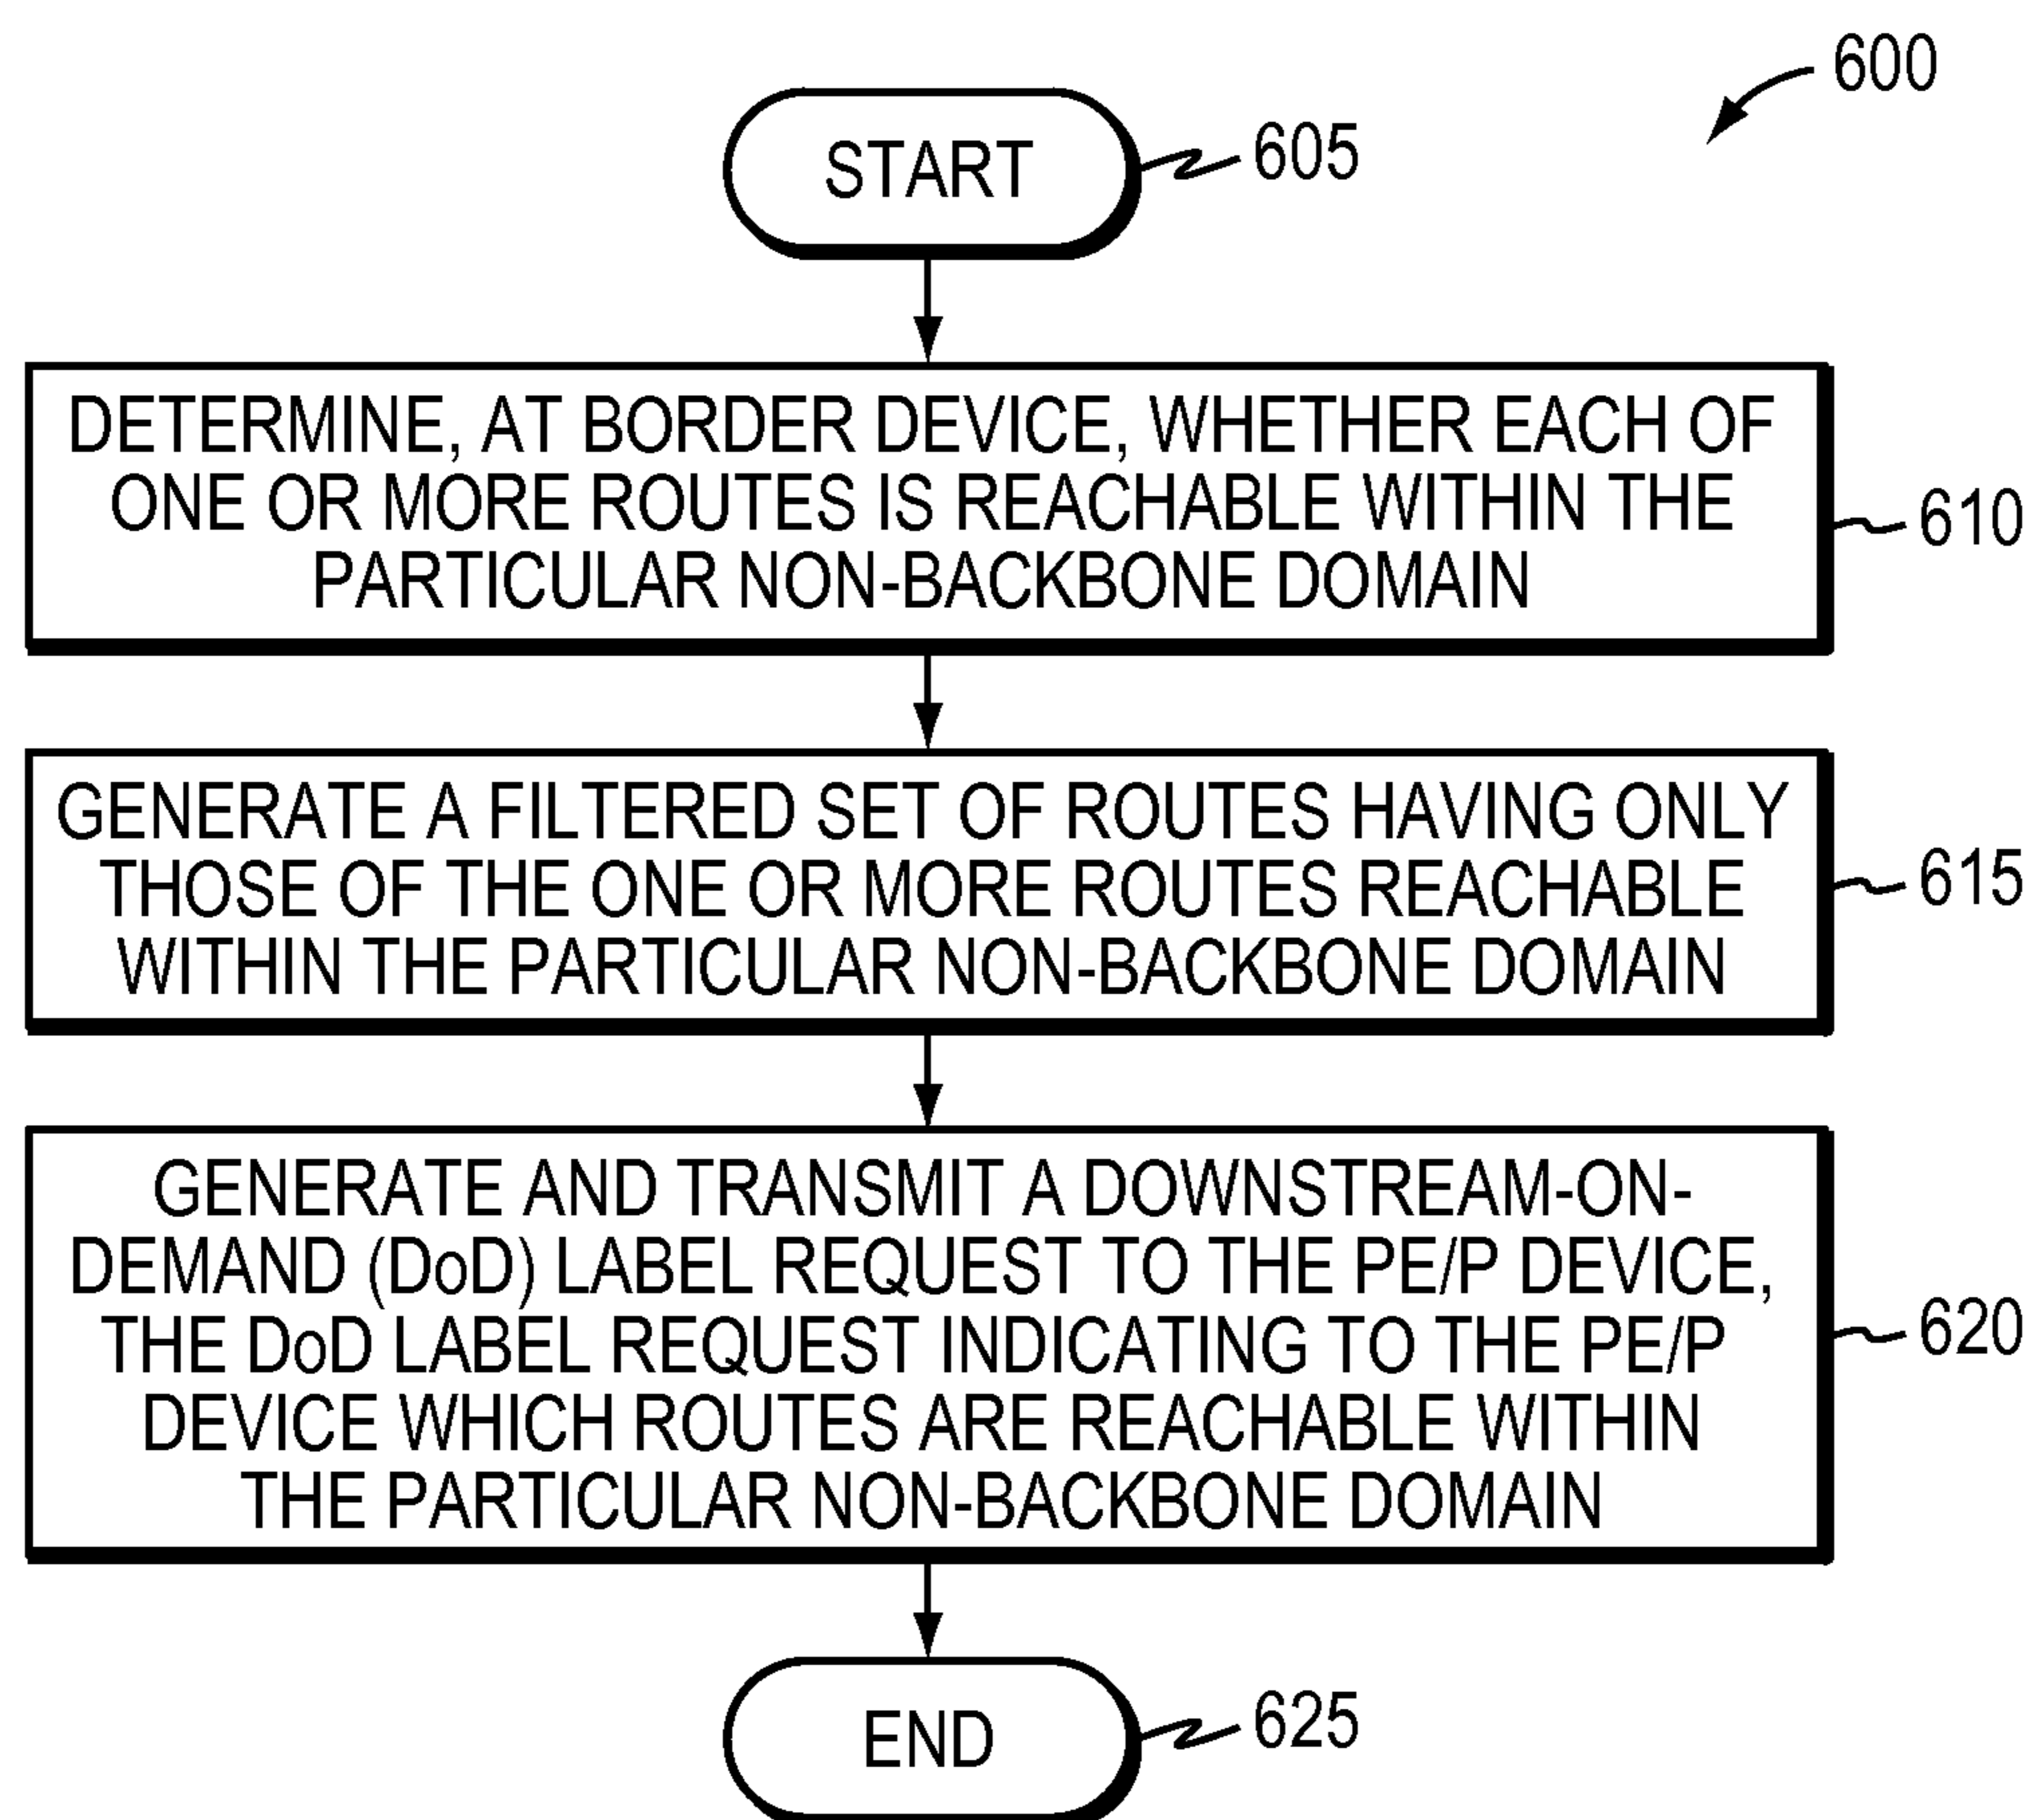 600
START
605
DETERMINE, AT BORDER DEVICE, WHETHER EACH OF
ONE OR MORE ROUTES IS REACHABLE WITHIN THE
PARTICULAR NON-BACKBONE DOMAIN
610
GENERATE A FILTERED SET OF ROUTES HAVING ONLY
THOSE OF THE ONE OR MORE ROUTES REACHABLE
WITHIN THE PARTICULAR NON-BACKBONE DOMAIN
615
GENERATE AND TRANSMIT A DOWNSTREAM-ON-
DEMAND (DoD) LABEL REQUEST TO THE PE/P DEVICE,
THE DoD LABEL REQUEST INDICATING TO THE PE/P
DEVICE WHICH ROUTES ARE REACHABLE WITHIN
THE PARTICULAR NON-BACKBONE DOMAIN
620
END
625